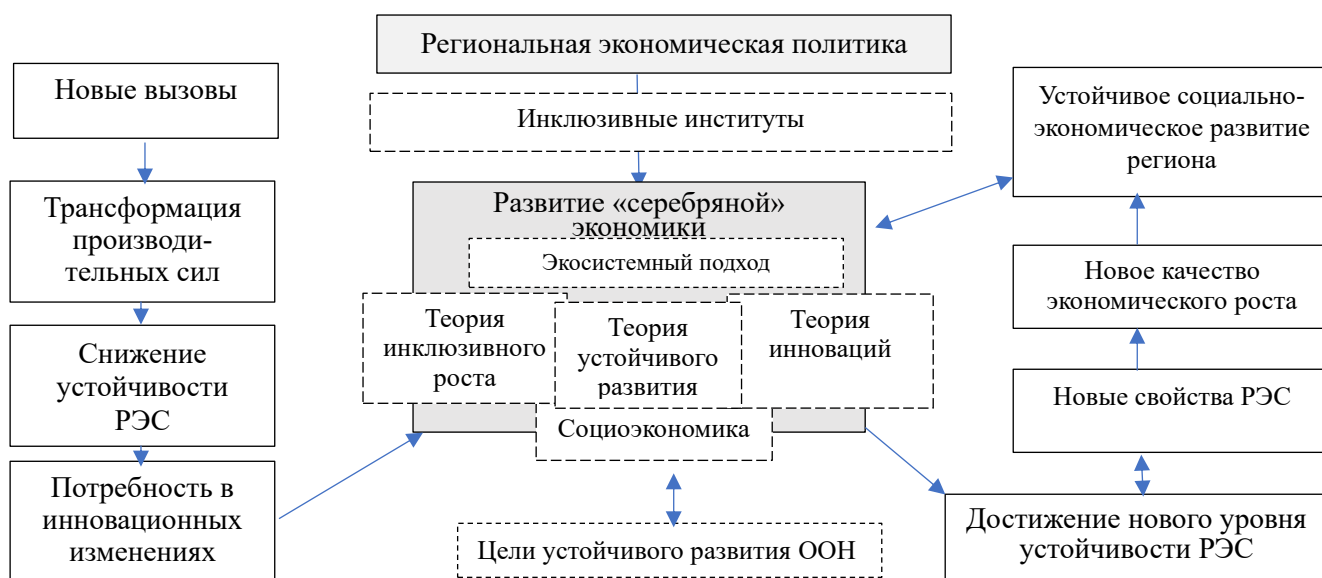 Региональная экономическая политика
Инклюзивные институты
Новые вызовы
Трансформация
производи-
тельных сил
Снижение
устойчивости
РЭС
Потребность в
инновационных
изменениях
Развитие «серебряной»
экономики
Экосистемный подход
Теория
инклюзивного
роста
Теория
устойчивого
развития
Теория
инноваций
Социоэкономика
Цели устойчивого развития ООН
Устойчивое социально-
экономическое развитие
региона
Новое качество
экономического роста
Новые свойства РЭС
Достижение нового уровня
устойчивости РЭС